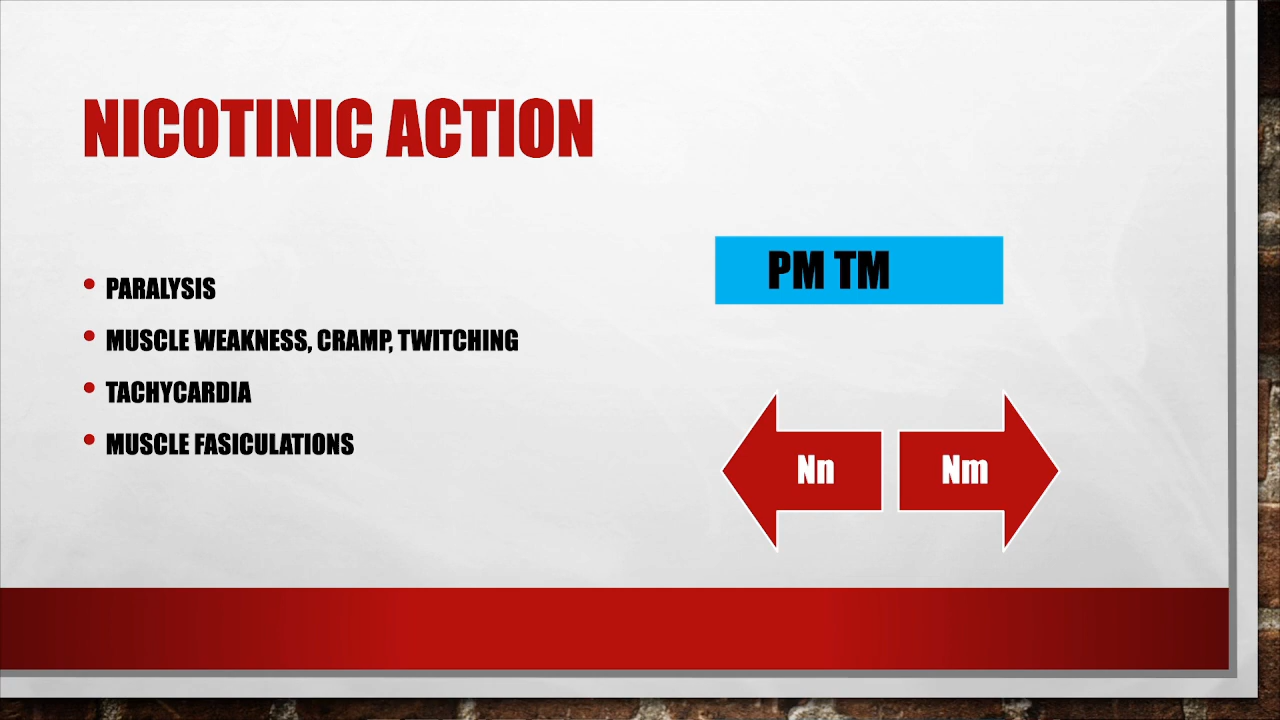 NICOTINIC ACTION
• PARALYSIS
• MUSCLE WEAKNESS, CRAMP, TWITCHING
• TACHYCARDIA
• MUSCLE FASICULATIONS
PM TM
Nn
Nm